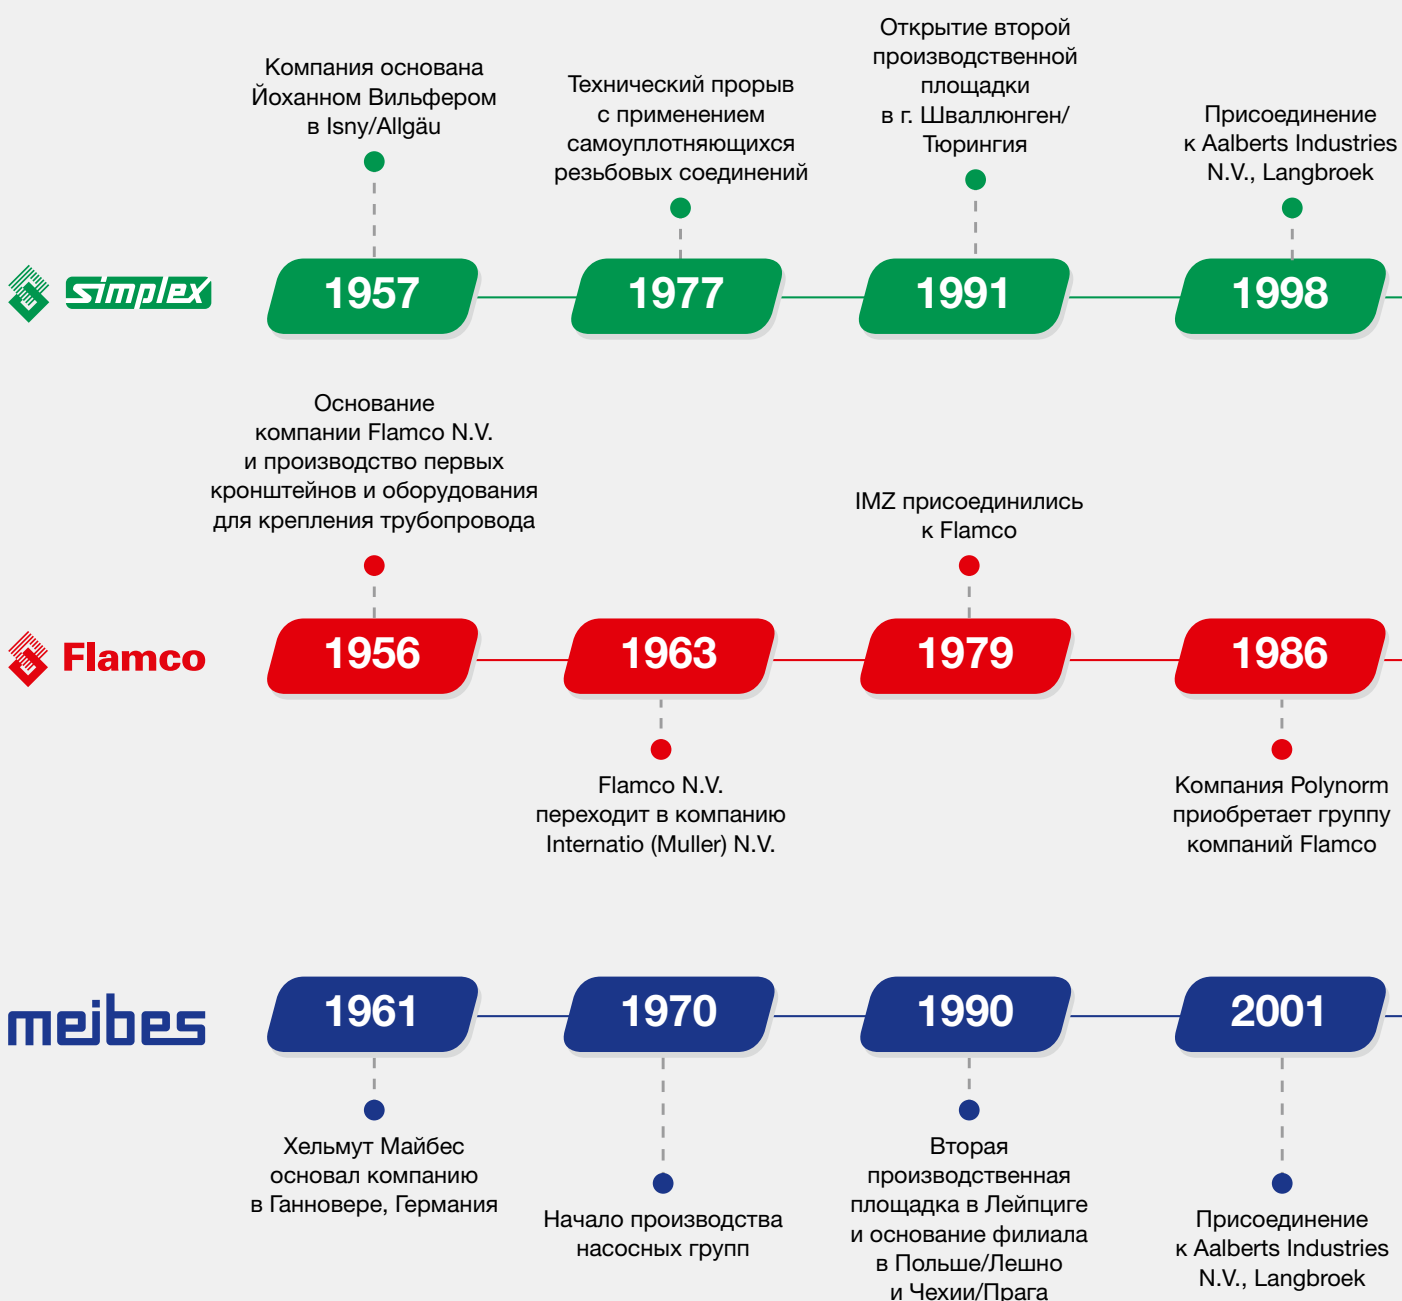 Компания основана
Йоханном Вильфером
в Isny/Allgäu
Технический прорыв
с применением
самоуплотняющихся
резьбовых соединений
Открытие второй
производственной
площадки
в г. Шваллюнген/
Тюрингия
Присоединение
к Aalberts Industries
N.V., Langbroek
simplex
1957
1977
1991
1998
Основание
компании Flamco N.V.
и производство первых
кронштейнов и оборудования
для крепления трубопровода
IMZ присоединились
к Flamco
Flamco
1956
1963
1979
1986
Flamco N.V.
переходит в компанию
Internatio (Muller) N.V.
Компания Polynorm
приобретает группу
компаний Flamco
meibes
1961
1970
1990
2001
Хельмут Майбес
основал компанию
в Ганновере, Германия
Начало производства
насосных групп
Вторая
производственная
площадка в Лейпциге
и основание филиала
в Польше/Лешно
и Чехии/Прага
Присоединение
к Aalberts Industries
N.V., Langbroek